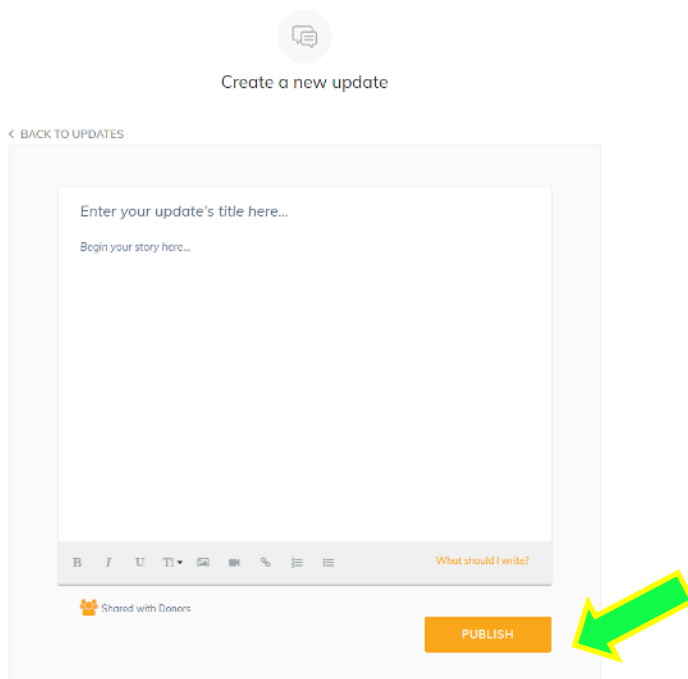 Create a new update
< BACK TO UPDATES
Enter your update's title here...
Begin your story here...
B I U T
What should I write?
Shared with Donors
PUBLISH